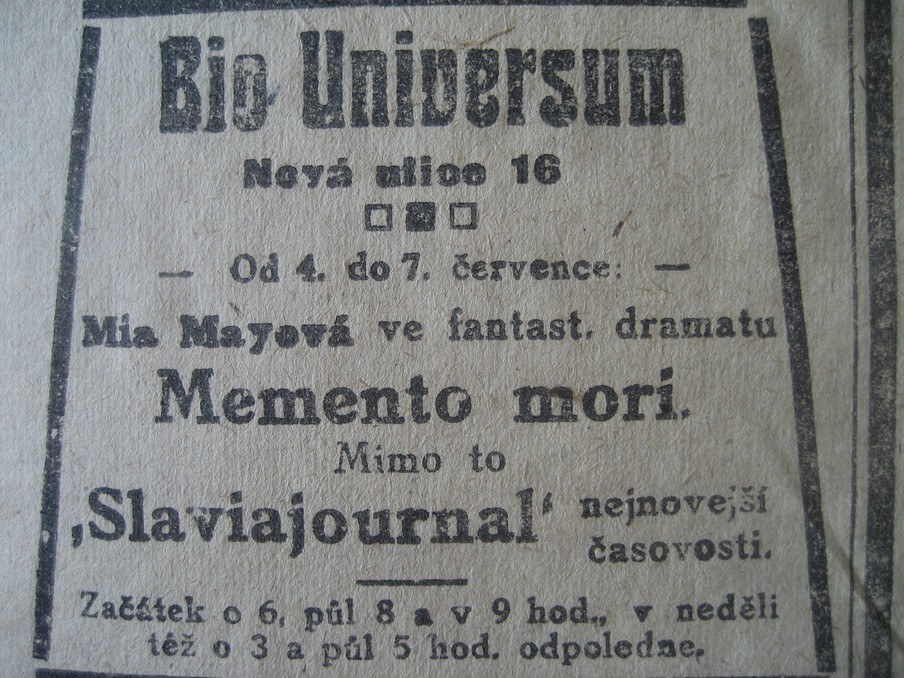 Bio Universum
Nová ulice 16
— Od 4. do 7. července: —
Mia Mayová ve fantast. dramatu
Memento mori.
Mimo to
‚Slaviajournal‘ nejnovější
časovosti.
Začátek o 6, půl 8 a v 9 hod., v neděli
též o 3 a půl 5 hod. odpoledne.